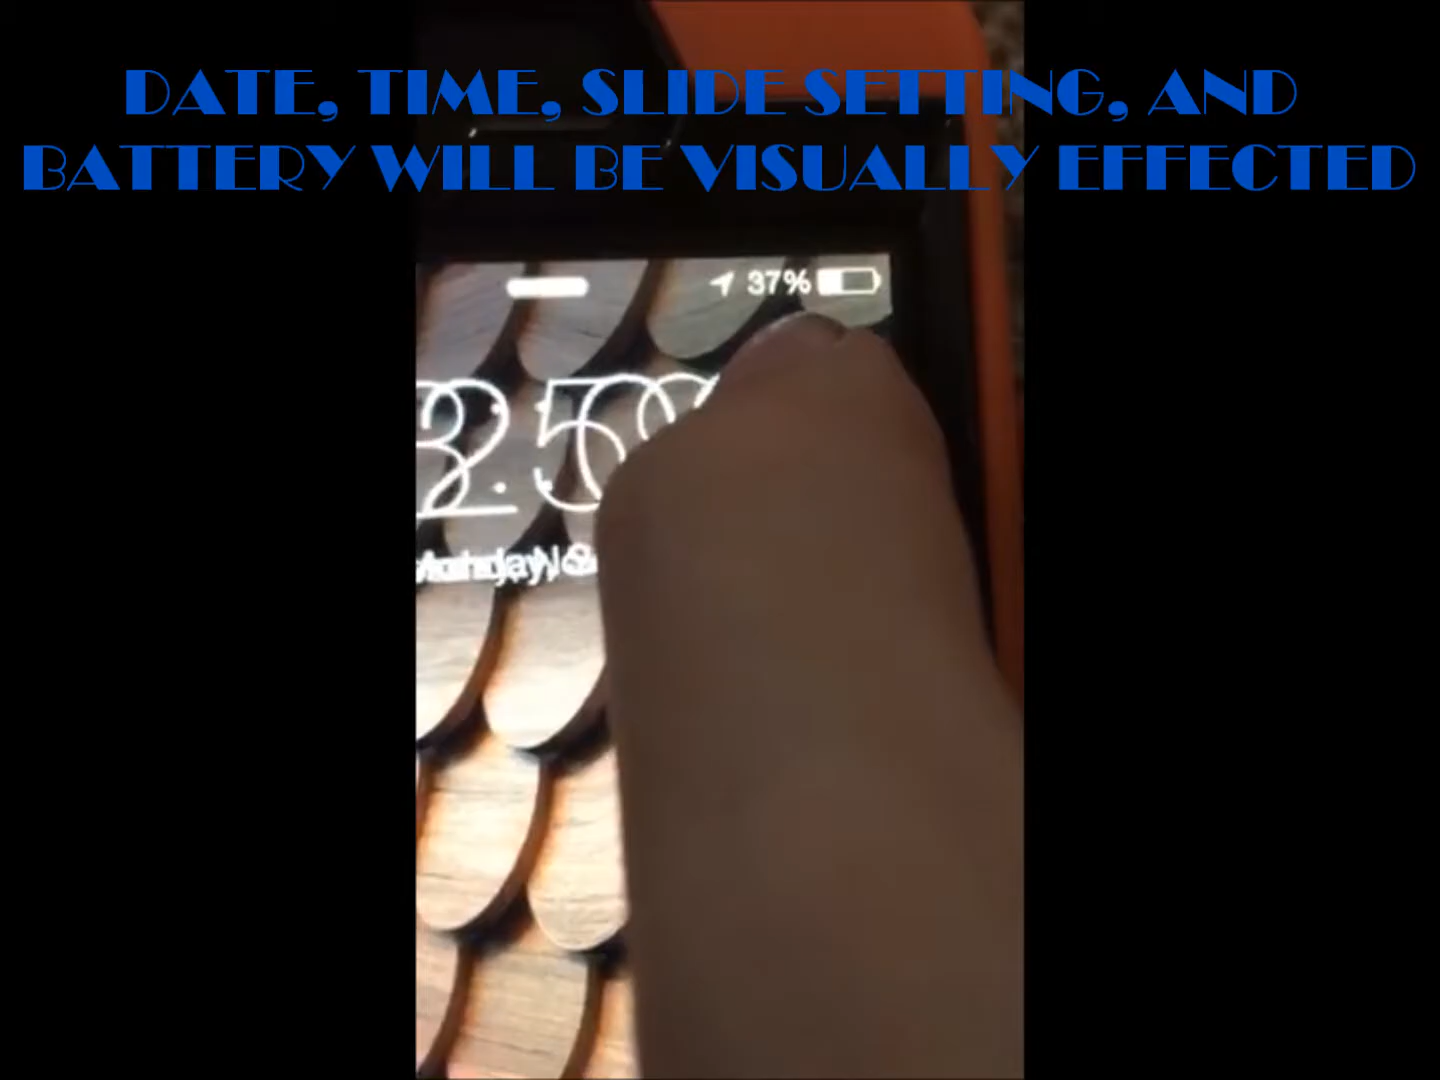 DATE, TIME, SLIDE SETTING, AND
BATTERY WILL BE VISUALLY EFFECTED
37%